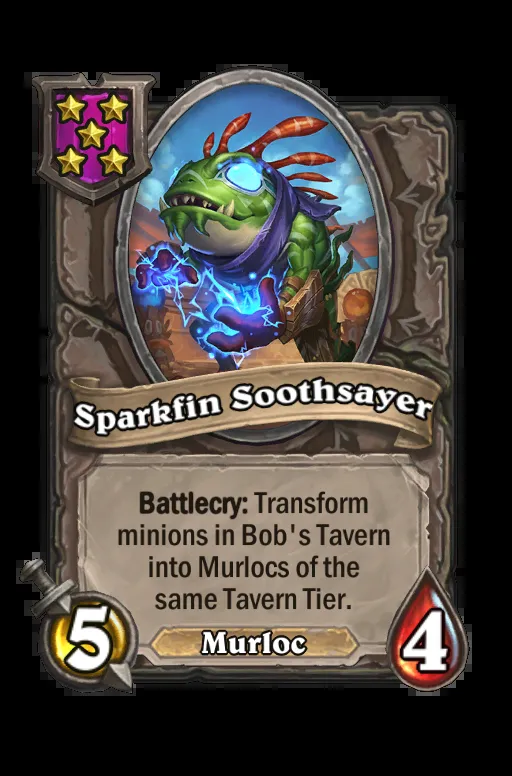 Sparkfin Soothsayer
Battlecry: Transform
minions in Bob's Tavern
into Murlocs of the
same Tavern Tier.
5
Murloc
4